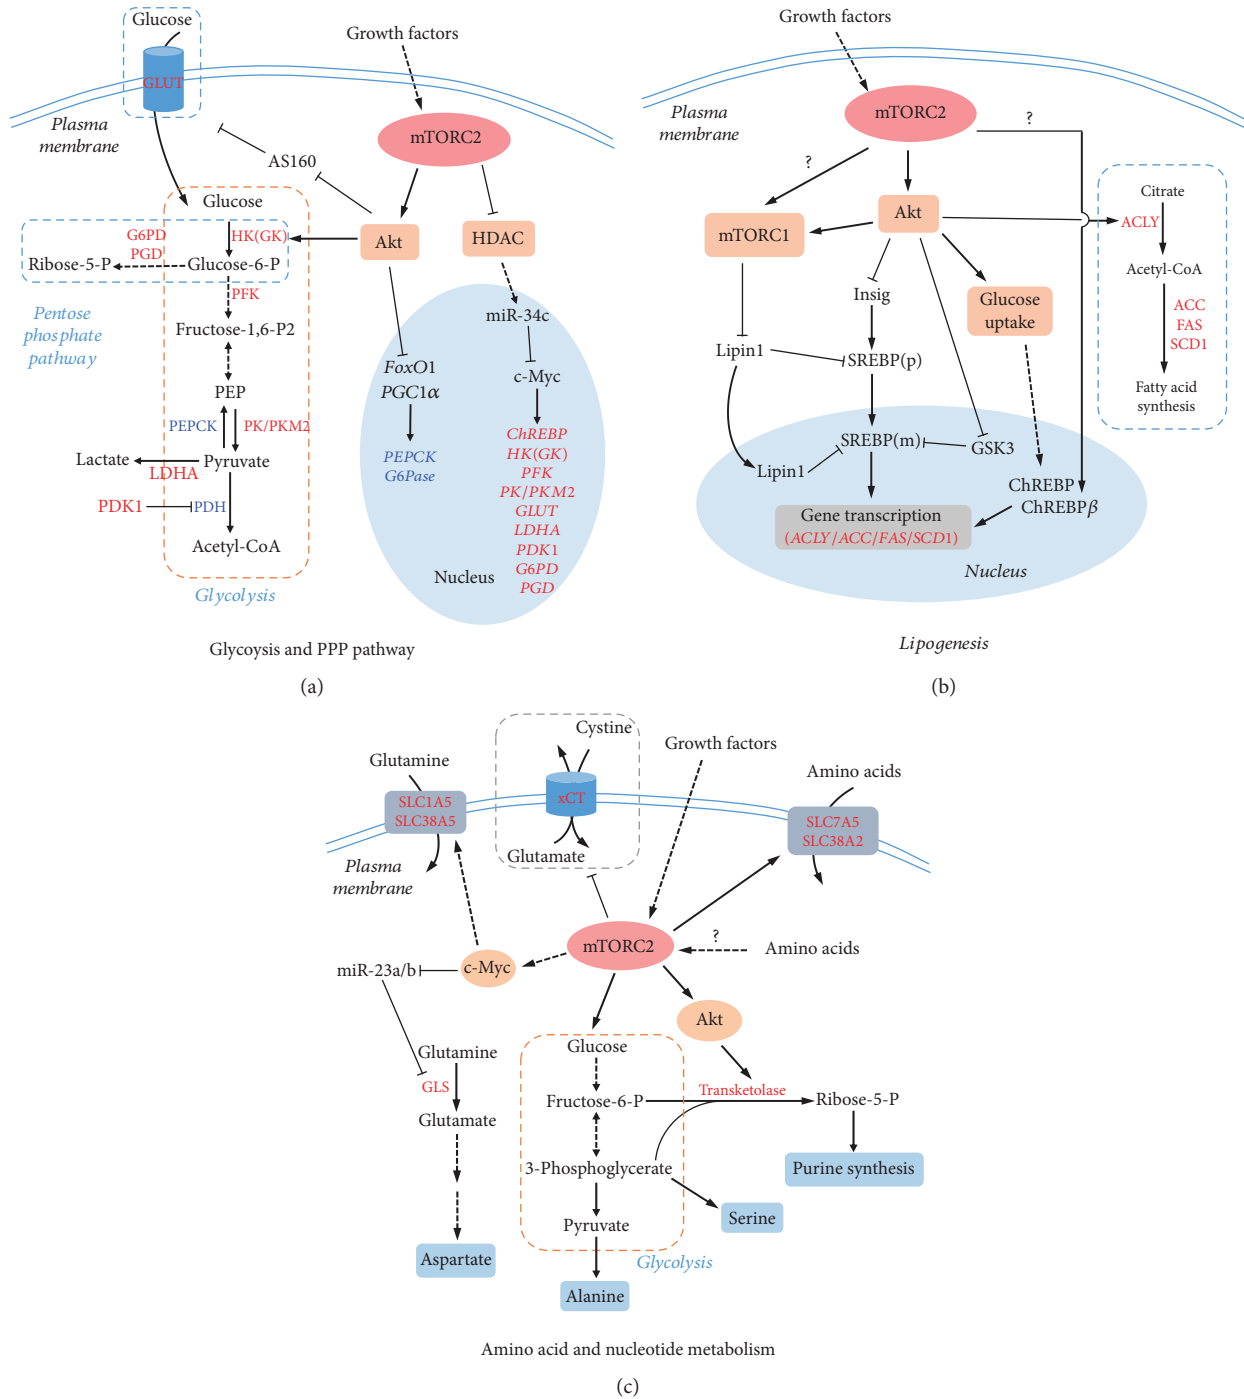 Glucose
GLUT
Growth factors
Plasma
membrane
mTORC2
AS160
Glucose
G6PD
PGD
HK(GK)
Akt
HDAC
Ribose-5-P
Glucose-6-P
PFK
Pentose
phosphate
pathway
Fructose-1,6-P2
PEP
PEPCK
PK/PKM2
Lactate
LDHA
Pyruvate
PDK1
PDH
Acetyl-CoA
Glycolysis
miR-34c
FoxO1
PGC1α
c-Myc
PEPCK
G6Pase
ChREBP
HK(GK)
PFK
PK/PKM2
GLUT
LDHA
PDK1
G6PD
PGD
Nucleus
Glycoysis and PPP pathway
(a)
Growth factors
Plasma
membrane
mTORC2
?
?
mTORC1
Akt
Citrate
ACLY
Acetyl-CoA
ACC
FAS
SCD1
Fatty acid
synthesis
Insig
Glucose
uptake
Lipin1
SREBP(p)
SREBP(m)
GSK3
Lipin1
ChREBP
ChREBPβ
Gene transcription
(ACLY/ACC/FAS/SCD1)
Nucleus
Lipogenesis
(b)
Cystine
Growth factors
Glutamine
Amino acids
SLC1A5
SLC38A5
xCT
SLC7A5
SLC38A2
Glutamate
Plasma
membrane
mTORC2
?
Amino acids
miR-23a/b
c-Myc
Akt
Glutamine
GLS
Glutamate
Aspartate
Glucose
Fructose-6-P
Transketolase
Ribose-5-P
3-Phosphoglycerate
Purine synthesis
Pyruvate
Serine
Glycolysis
Alanine
Amino acid and nucleotide metabolism
(c)